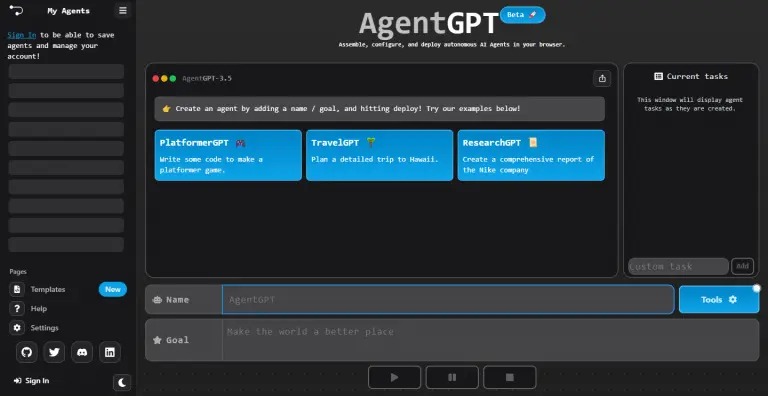 My Agents
Sign In to be able to save
agents and manage your
account!
Pages
Templates
New
Help
Settings
Sign In
AgentGPT
Beta 🚀
Assemble, configure, and deploy autonomous AI Agents in your browser.
AgentGPT-3.5
👉 Create an agent by adding a name / goal, and hitting deploy! Try our examples below!
PlatformerGPT 🎮
Write some code to make a
platformer game.
TravelGPT 🌴
Plan a detailed trip to Hawaii.
ResearchGPT 📜
Create a comprehensive report of
the Nike company
Current tasks
This window will display agent
tasks as they are created.
Custom task
Add
Name
AgentGPT
Tools
Goal
Make the world a better place